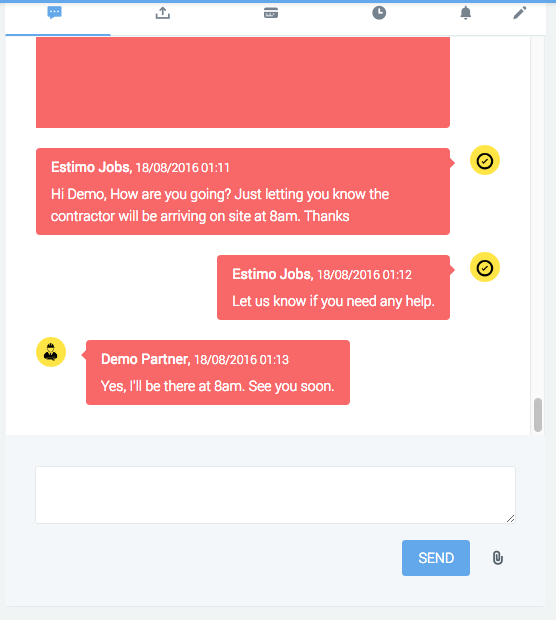 Estimo Jobs, 18/08/2016 01:11
Hi Demo, How are you going? Just letting you know the
contractor will be arriving on site at 8am. Thanks
Estimo Jobs, 18/08/2016 01:12
Let us know if you need any help.
Demo Partner, 18/08/2016 01:13
Yes, I'll be there at 8am. See you soon.
SEND